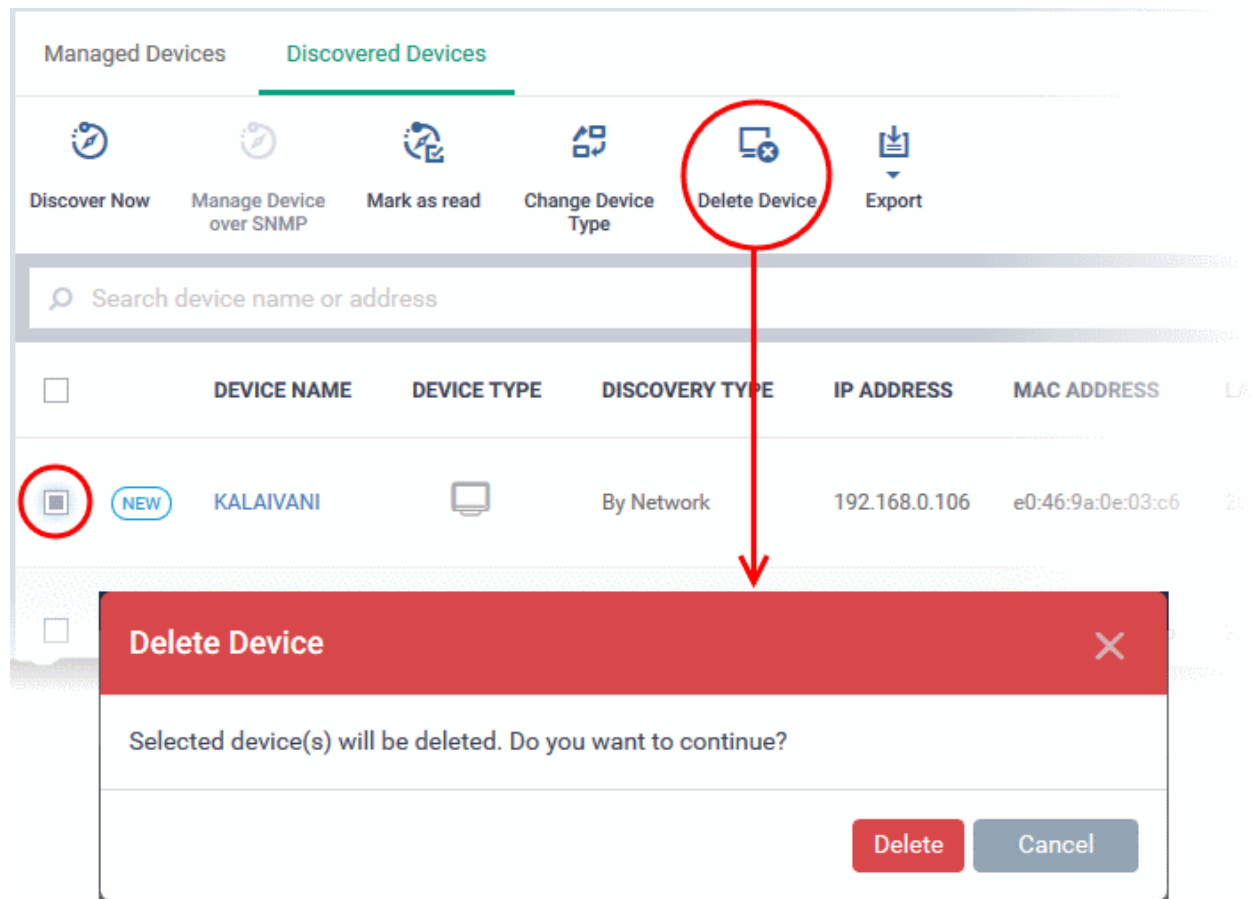 Managed Devices Discovered Devices
Discover Now Manage Device over SNMP Mark as read Change Device Type Delete Device Export
Search device name or address
DEVICE NAME DEVICE TYPE DISCOVERY TYPE IP ADDRESS MAC ADDRESS
NEW KALAIVANI By Network 192.168.0.106 e0:46:9a:0e:03:c6
Delete Device
Selected device(s) will be deleted. Do you want to continue?
Delete Cancel